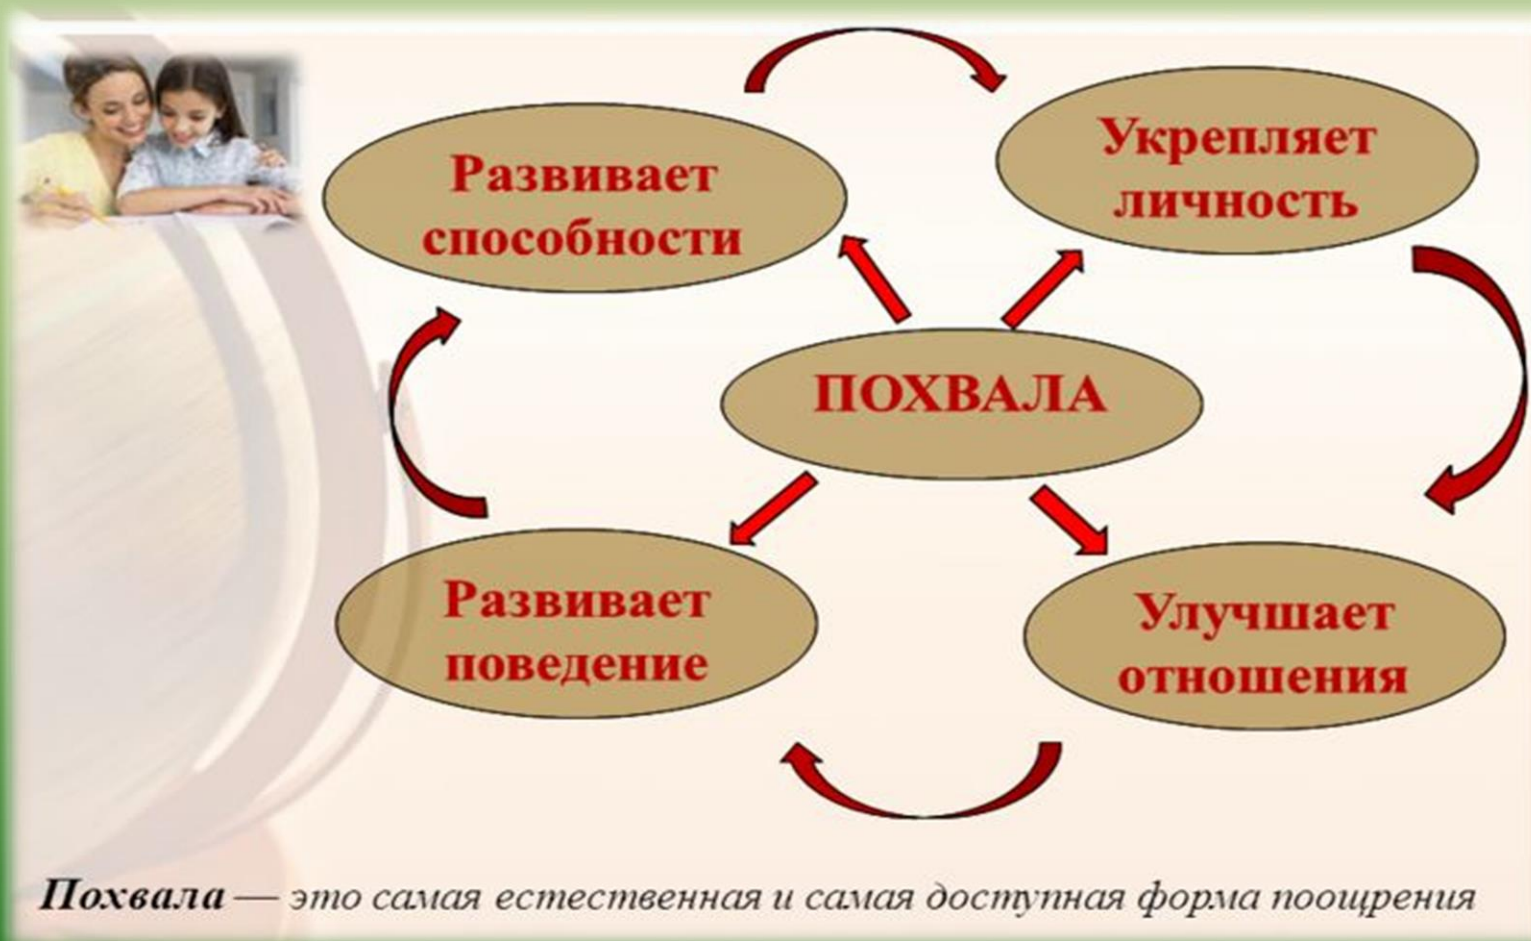 Развивает
способности
Укрепляет
личность
ПОХВАЛА
Развивает
поведение
Улучшает
отношения
Похвала — это самая естественная и самая доступная форма поощрения